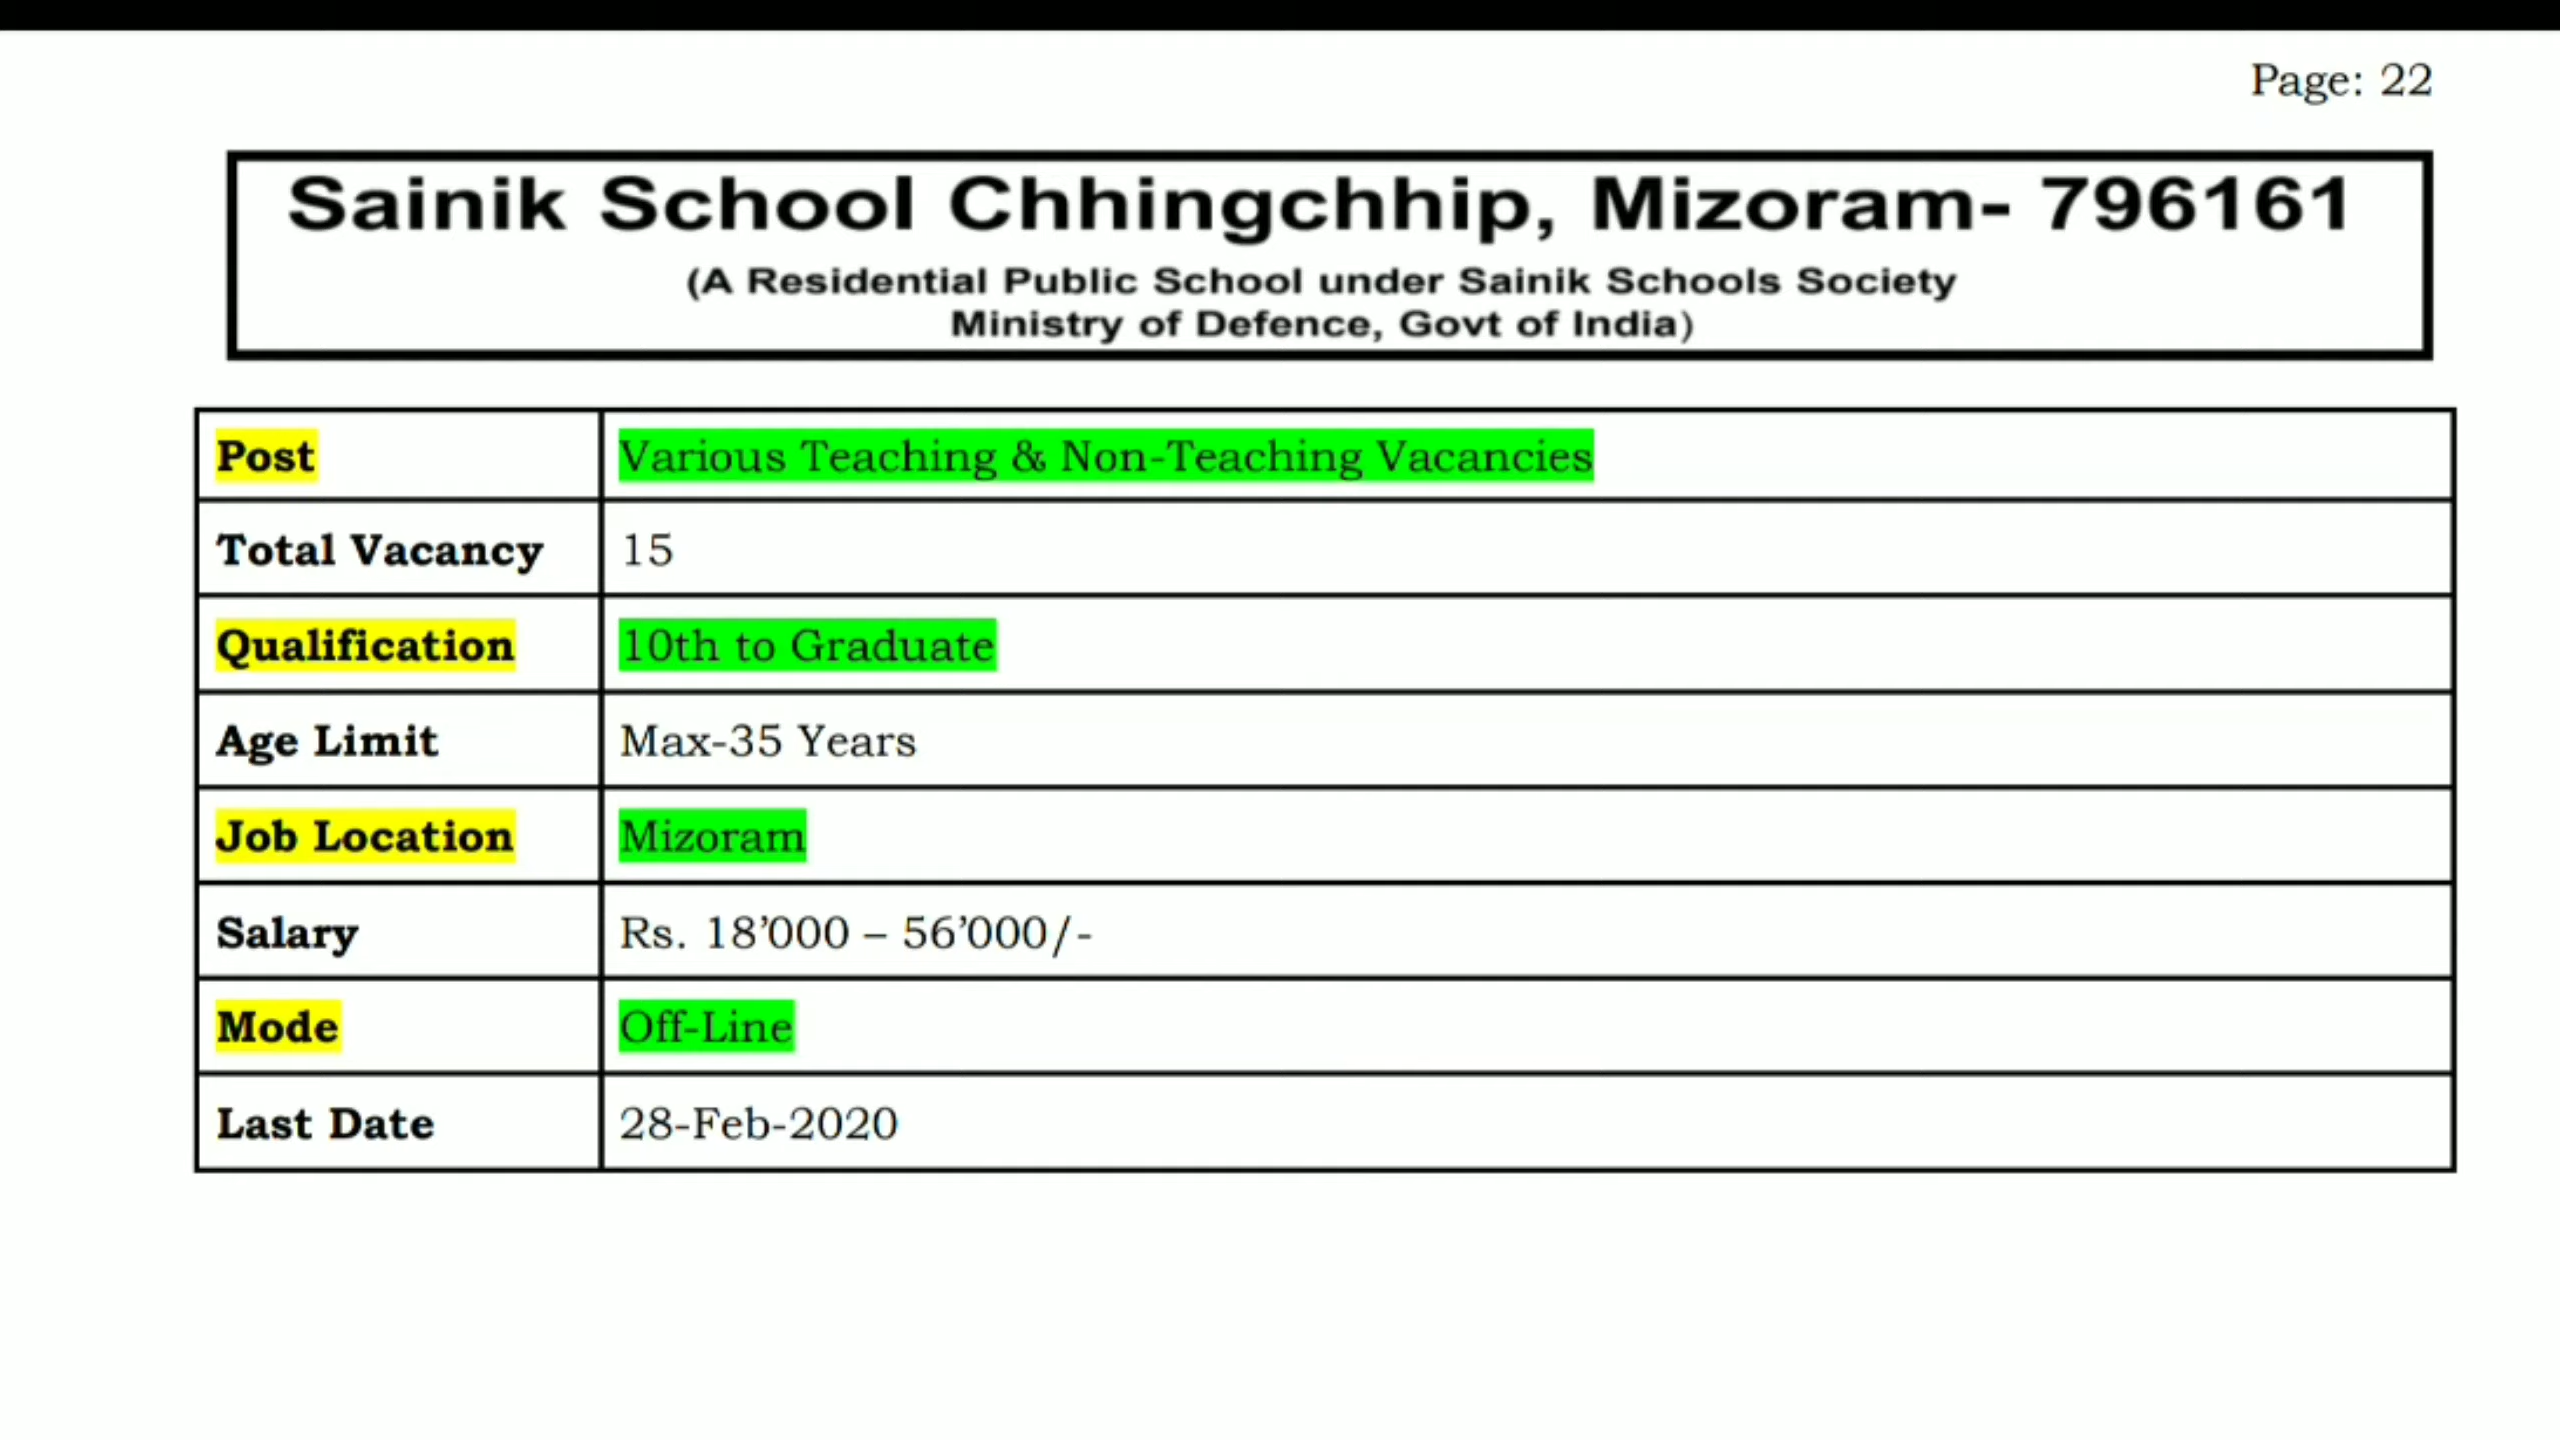 Page: 22
Sainik School Chhingchhip, Mizoram- 796161
(A Residential Public School under Sainik Schools Society
Ministry of Defence, Govt of India)
Post Various Teaching & Non-Teaching Vacancies
Total Vacancy 15
Qualification 10th to Graduate
Age Limit Max-35 Years
Job Location Mizoram
Salary Rs. 18’000 – 56’000/-
Mode Off-Line
Last Date 28-Feb-2020